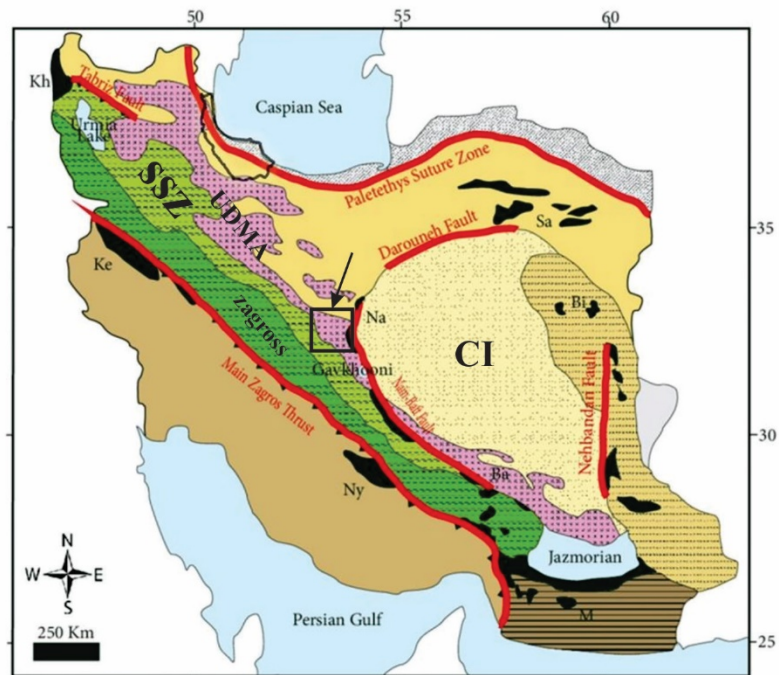 50
55
60
Kh
Tabriz Fault
Urmia
Lake
Caspian Sea
SSZ
UDMA
Paletethys Suture Zone
35
Darouneh Fault
Sa
Ke
zagross
Na
Bi
CI
Gavkhooni
Main Zagros Thrust
Nain-Baft Fault
Nehbandan Fault
30
Ny
Ba
Jazmorian
N
W
E
S
250 Km
Persian Gulf
M
25